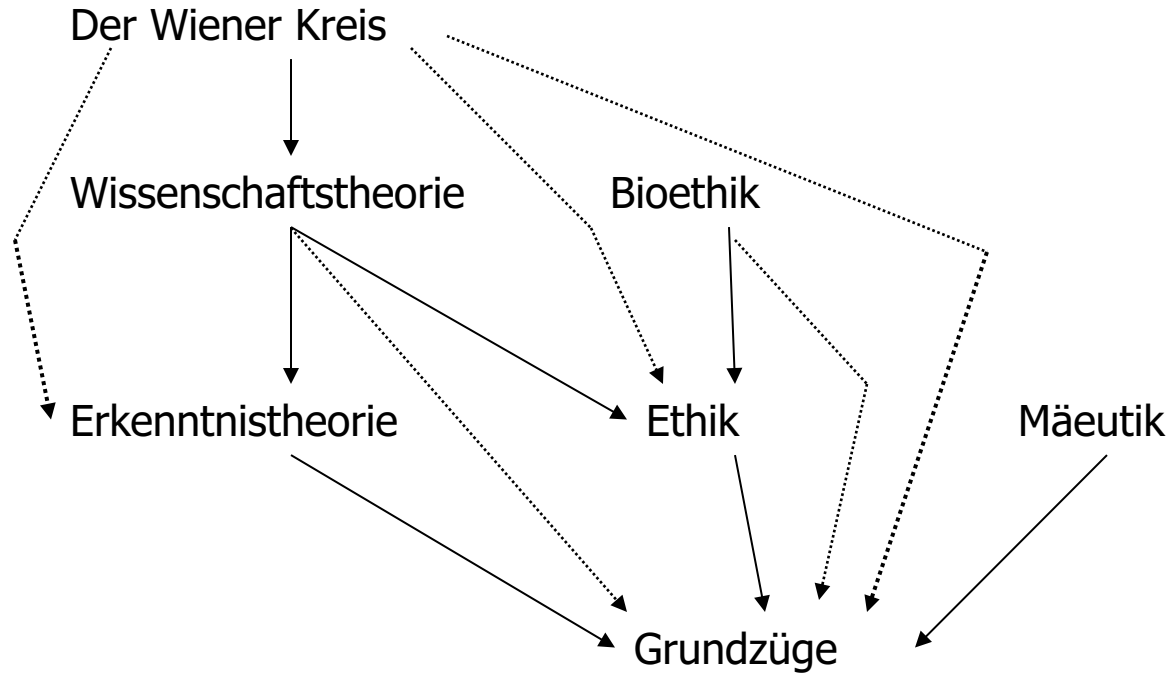 Der Wiener Kreis
Wissenschaftstheorie Bioethik
Erkenntnistheorie Ethik Mäeutik
Grundzüge